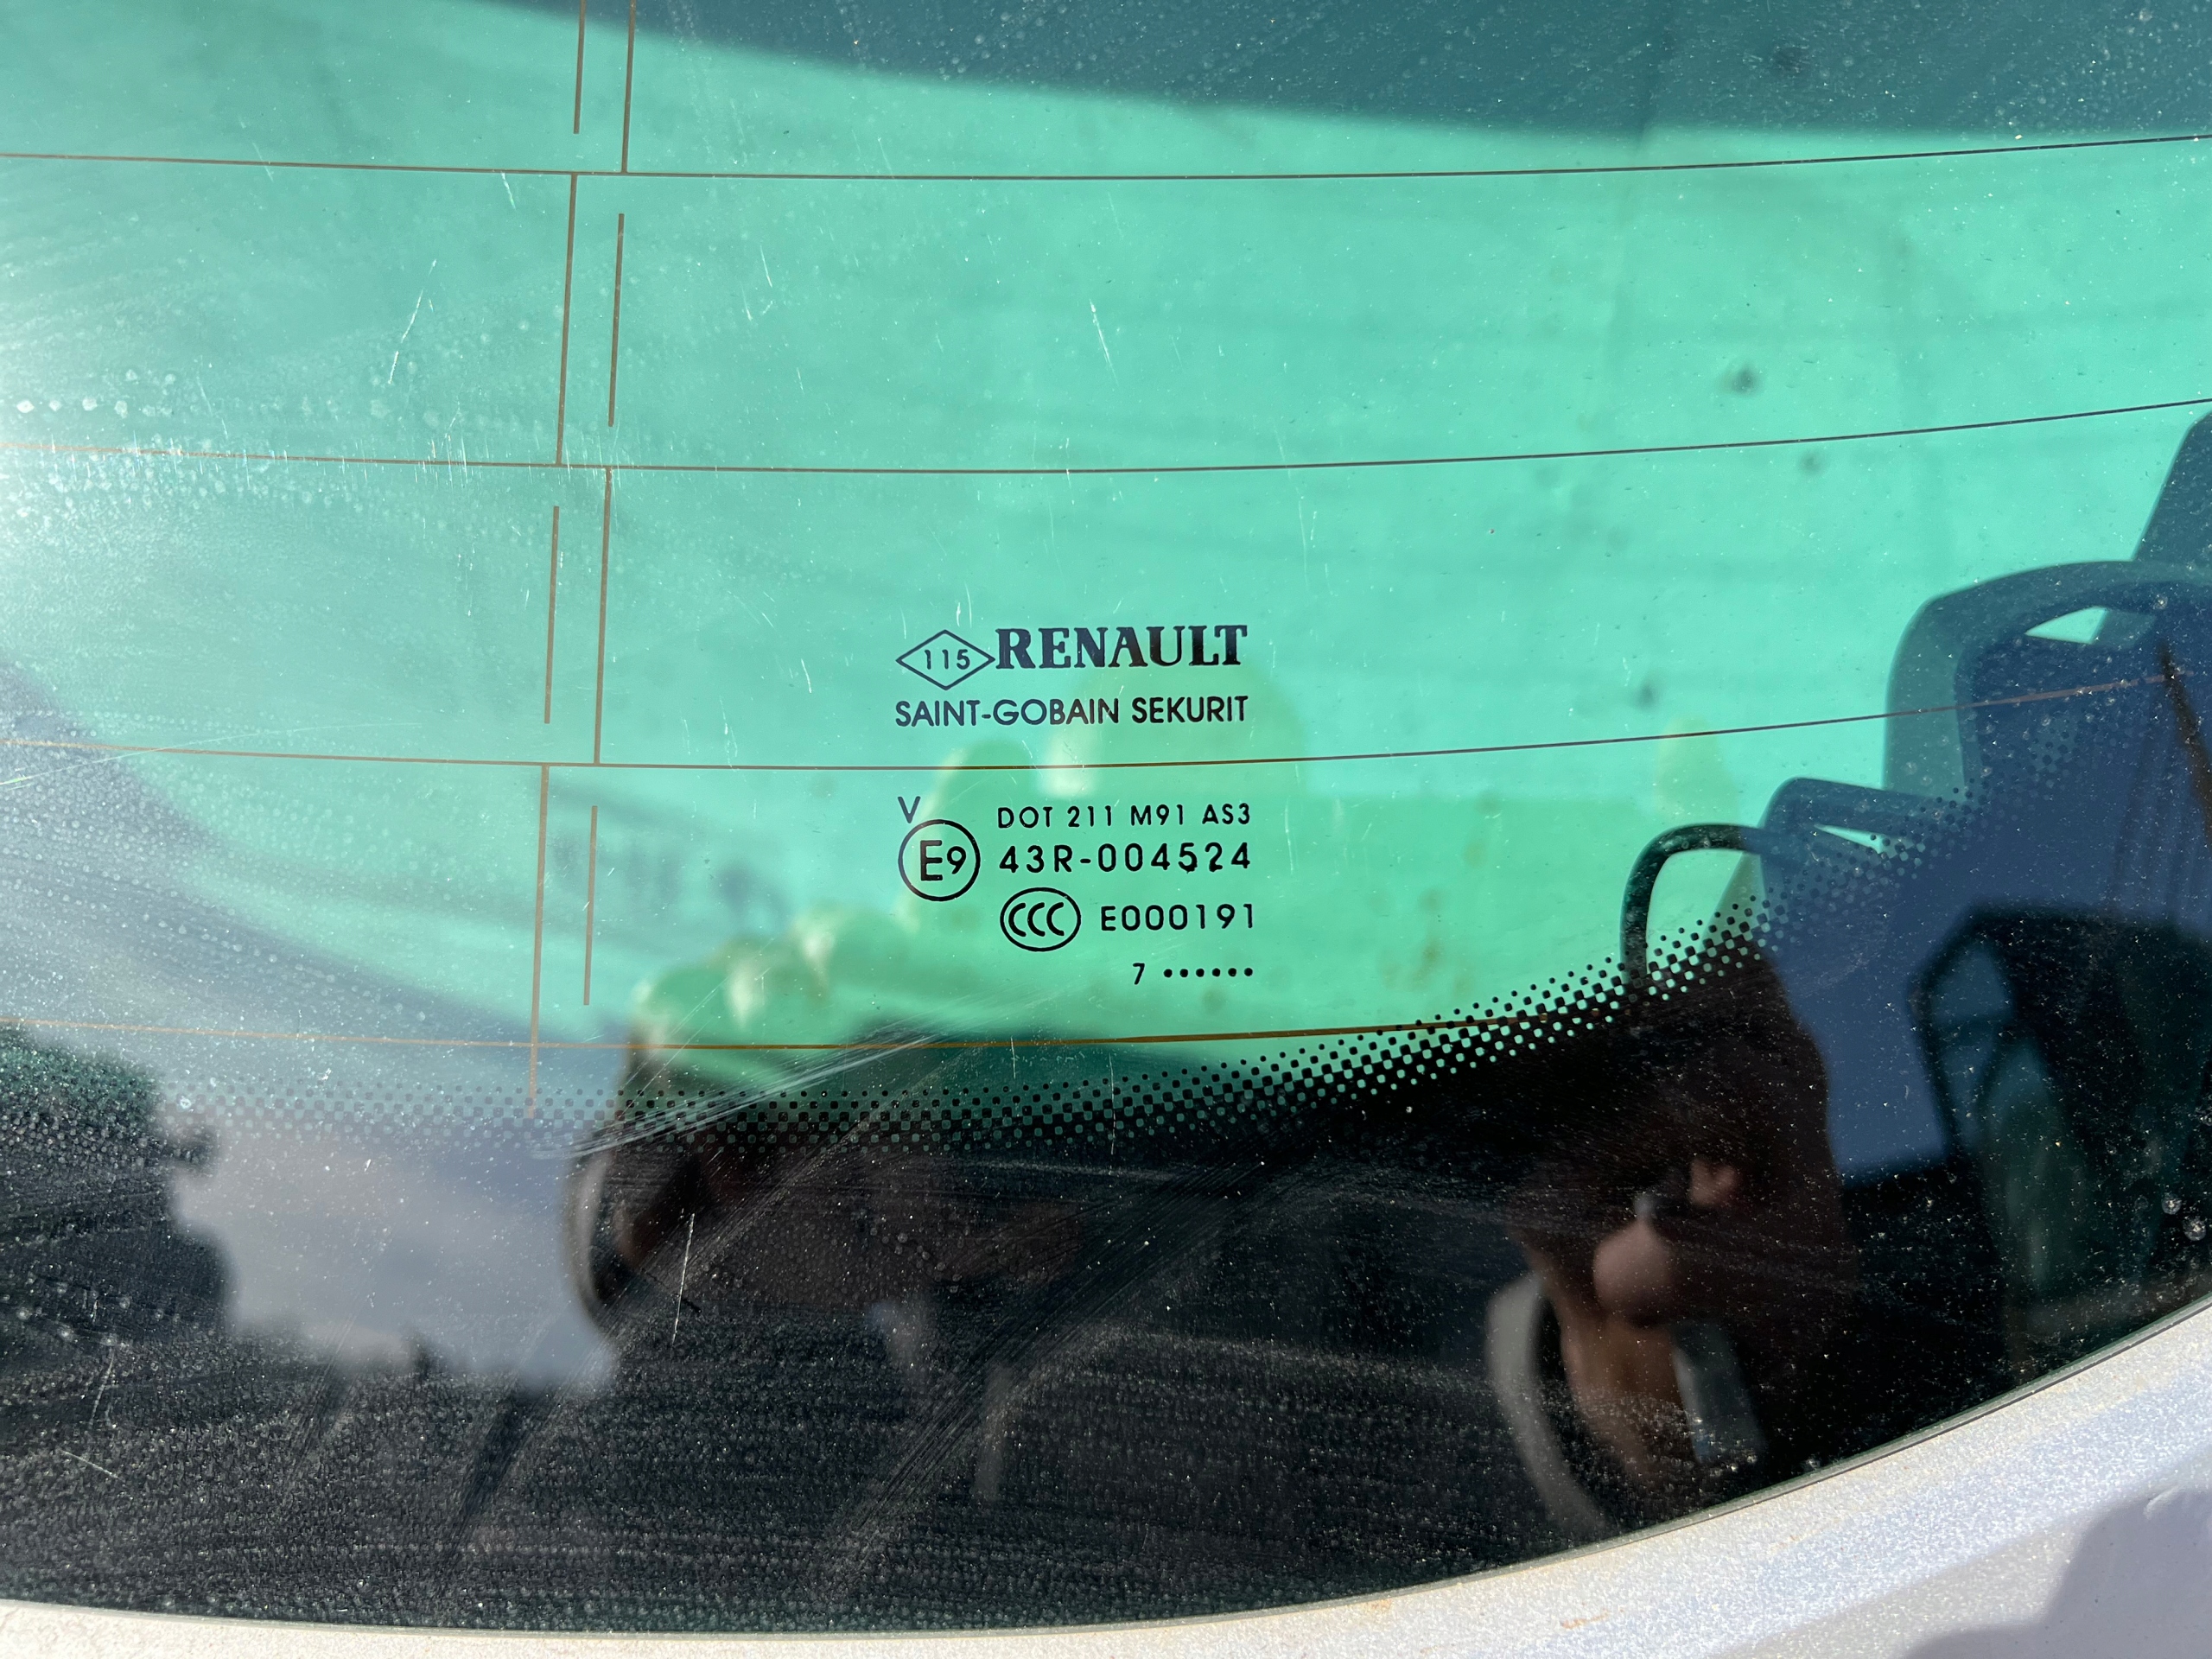 115 RENAULT
SAINT-GOBAIN SEKURIT
V
DOT 211 M91 AS3
E9 43R-004524
CCC E000191
7 ••••••